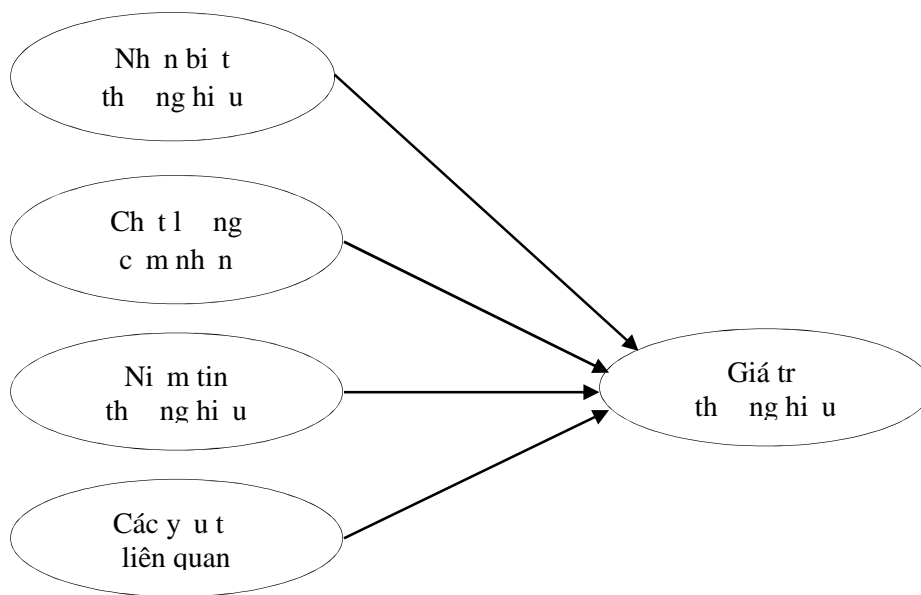 Nh n bi t
th ng hi u
Ch t l ng
c m nh n
Ni m tin
th ng hi u
Các y u t
liên quan
Giá tr
th ng hi u